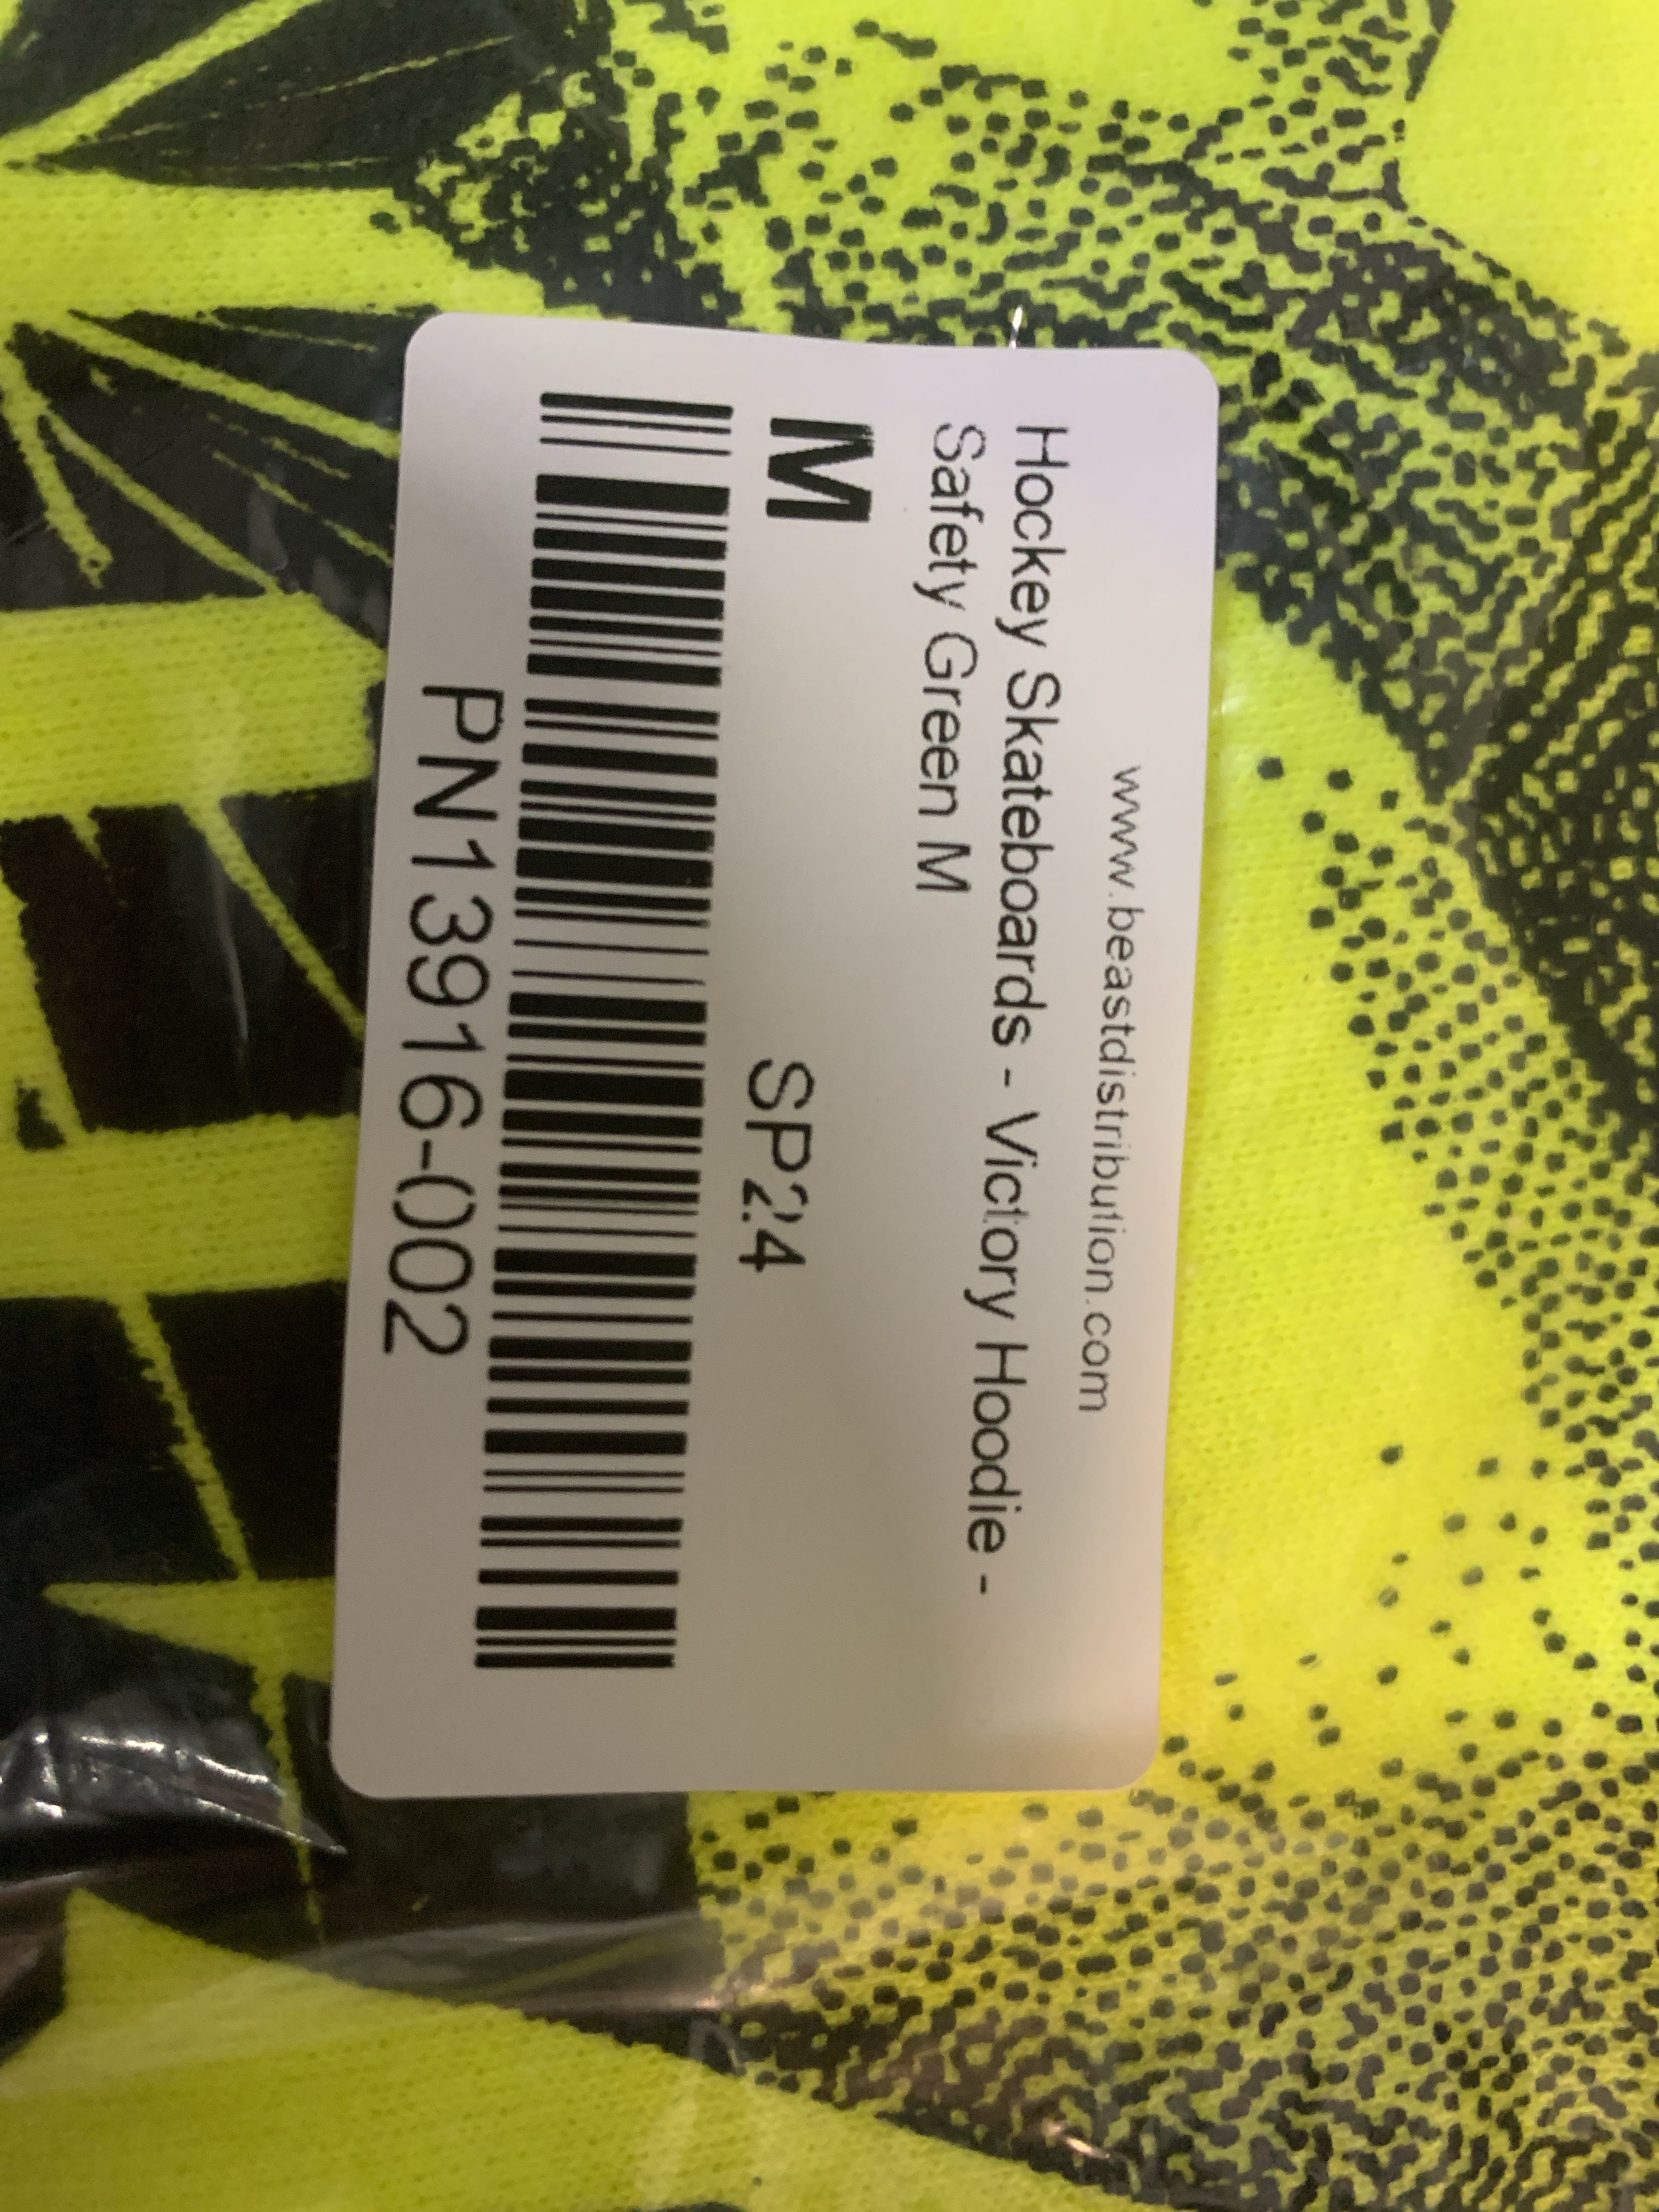 www.beastdistribution.com
Hockey Skateboards - Victory Hoodie -
Safety Green M
M
SP24
PN13916-002